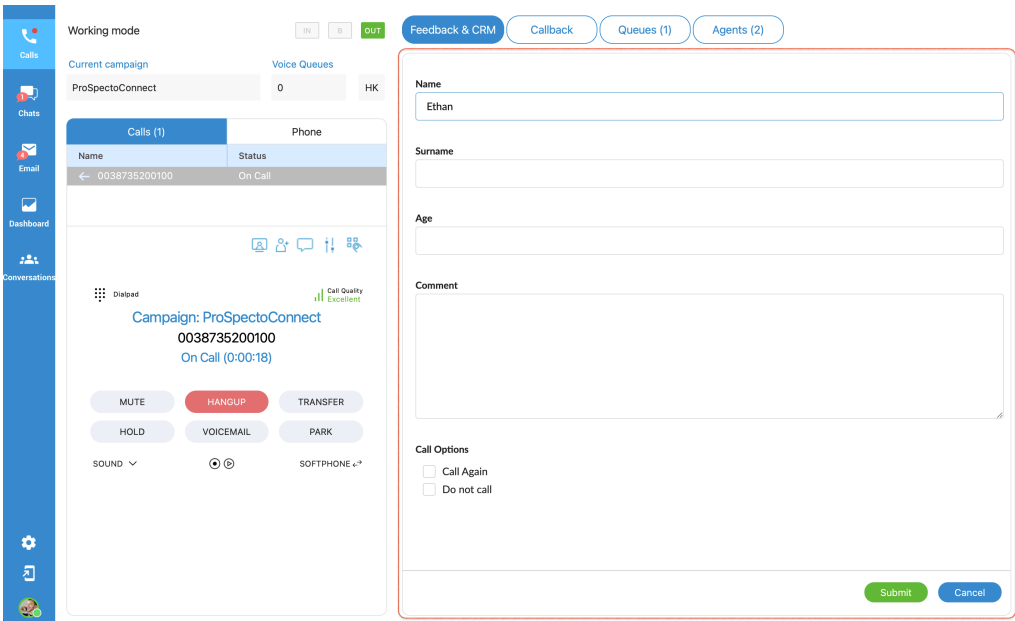 Calls
1
Chats
4
Email
Dashboard
Conversations
Working mode
IN
B
OUT
Current campaign
Voice Queues
ProSpectoConnect
0
HK
Calls (1)
Phone
Name
Status
0038735200100
On Call
Dialpad
Call Quality
Excellent
Campaign: ProSpectoConnect
0038735200100
On Call (0:00:18)
MUTE
HANGUP
TRANSFER
HOLD
VOICEMAIL
PARK
SOUND
SOFTPHONE
Feedback & CRM
Callback
Queues (1)
Agents (2)
Name
Ethan
Surname
Age
Comment
Call Options
Call Again
Do not call
Submit
Cancel